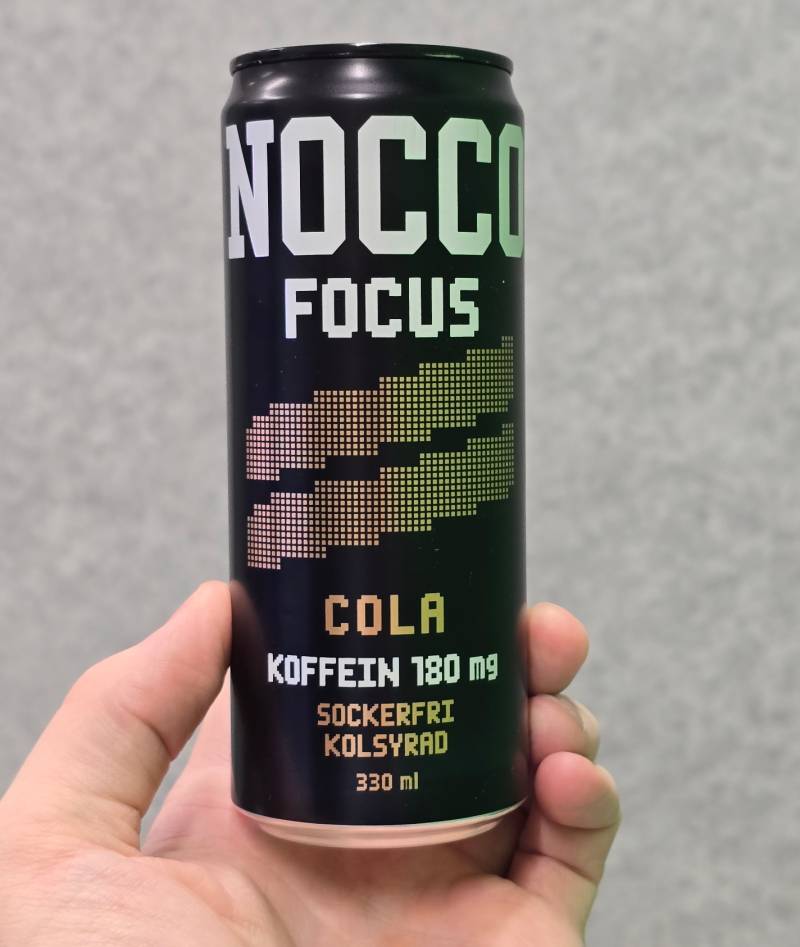 NOCCO
FOCUS
COLA
KOFFEIN 180 mg
SOCKERFRI
KOLSYRAD
330 ml